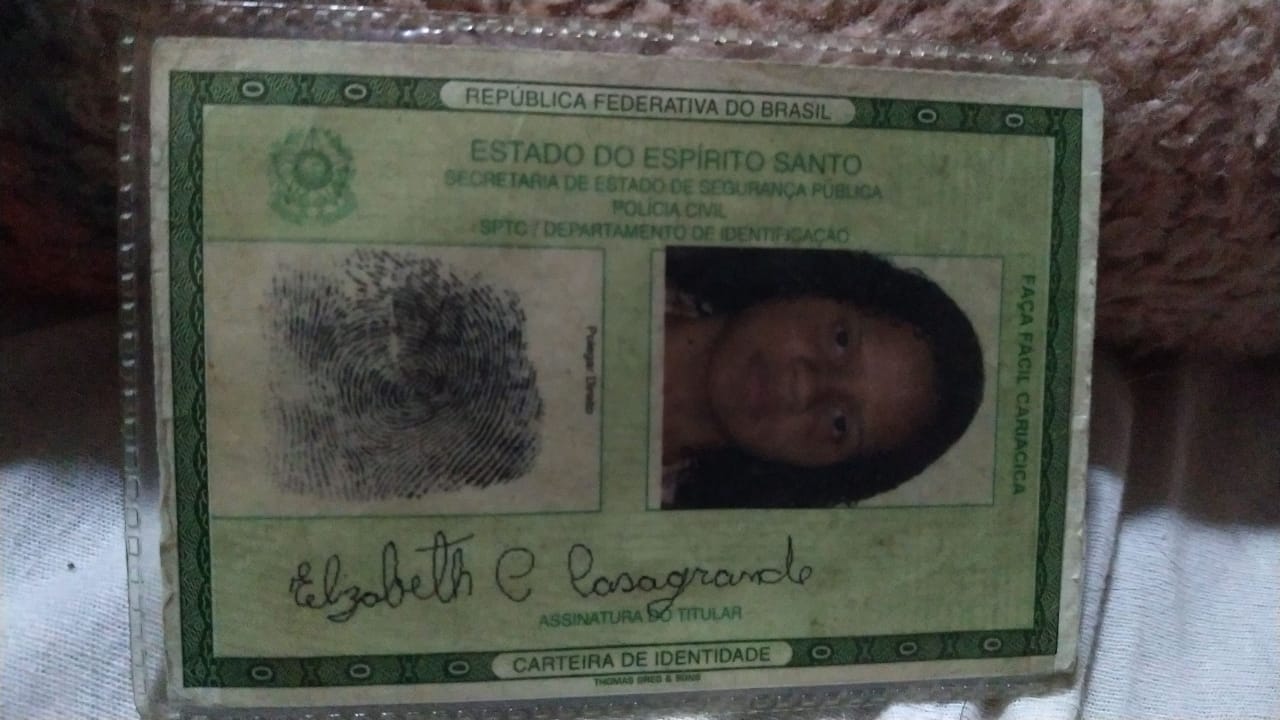 REPÚBLICA FEDERATIVA DO BRASIL
ESTADO DO ESPÍRITO SANTO
SECRETARIA DE ESTADO DE SEGURANÇA PÚBLICA
POLÍCIA CIVIL
SPTC / DEPARTAMENTO DE IDENTIFICAÇÃO
Polegar Direito
FAÇA FACIL CARIACICA
Elzabeth C Casagrande
ASSINATURA DO TITULAR
CARTEIRA DE IDENTIDADE
THOMAS GREG & SONS